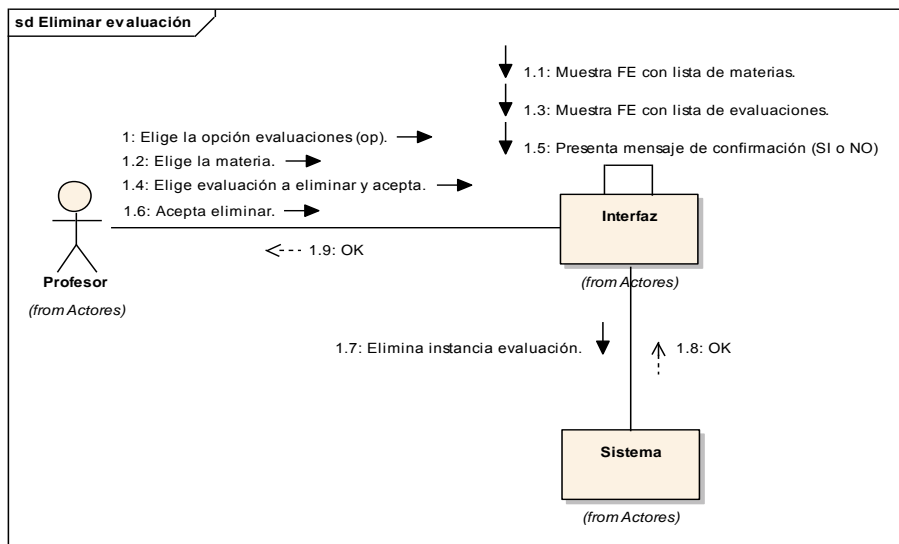 sd Eliminar evaluación
1.1: Muestra FE con lista de materias.
1.3: Muestra FE con lista de evaluaciones.
1.5: Presenta mensaje de confirmación (SI o NO)
1: Elige la opción evaluaciones (op).
1.2: Elige la materia.
1.4: Elige evaluación a eliminar y acepta.
1.6: Acepta eliminar.
1.9: OK
Profesor
(from Actores)
Interfaz
(from Actores)
1.7: Elimina instancia evaluación.
1.8: OK
Sistema
(from Actores)